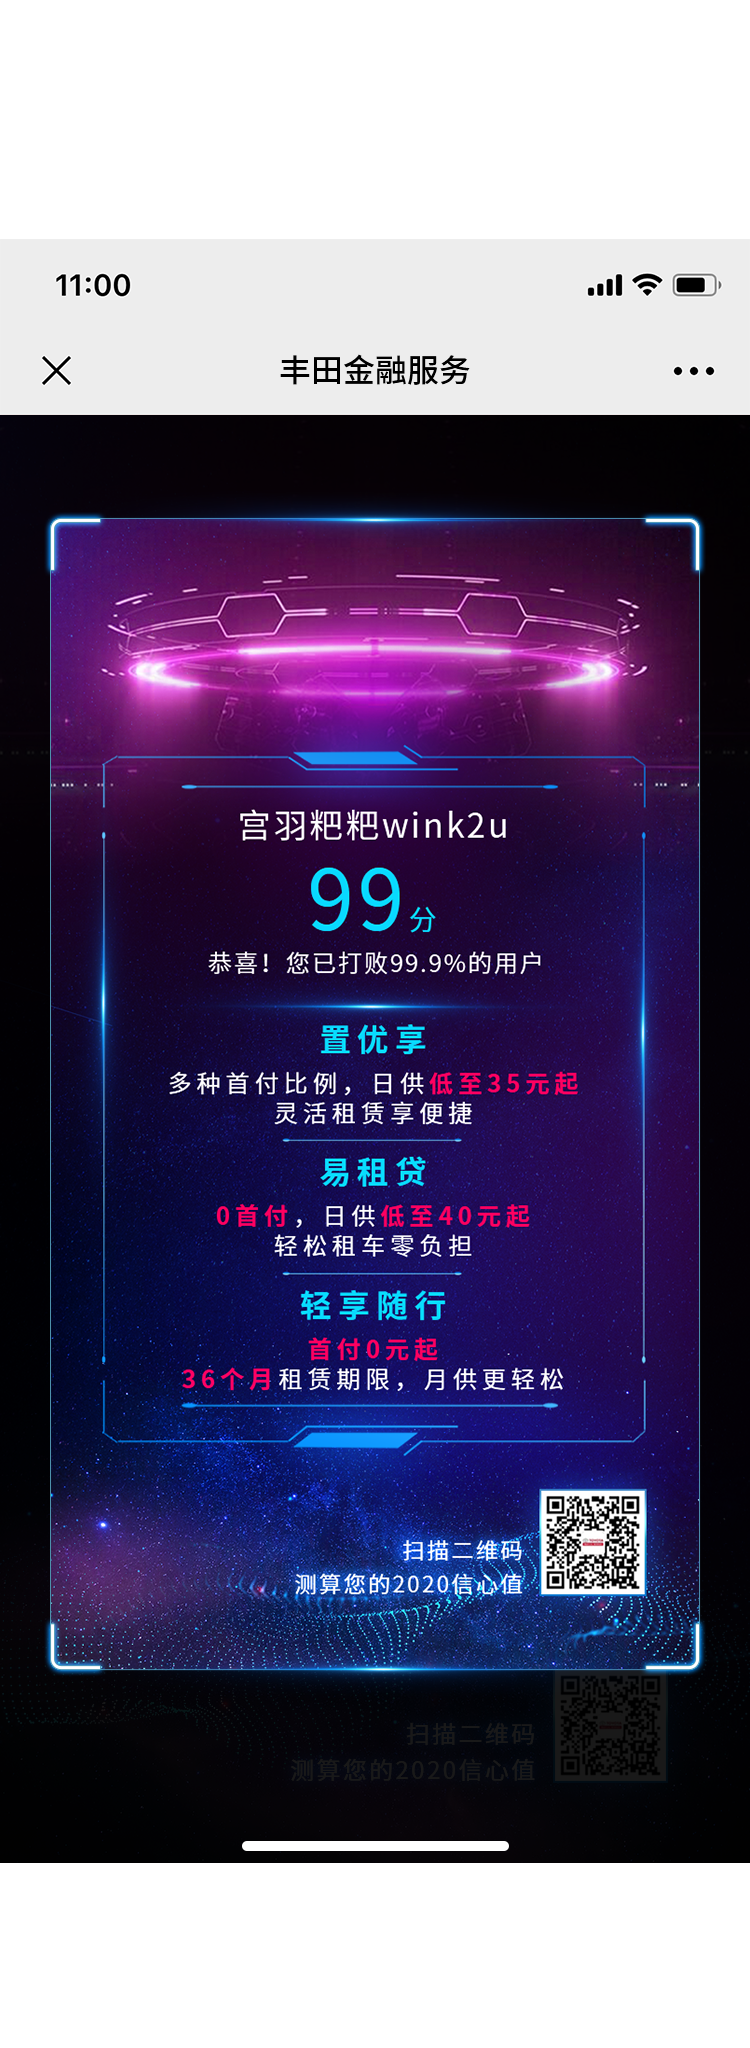 11:00
丰田金融服务
宫羽粑粑wink2u
99分
恭喜！您已打败99.9%的用户
置优享
多种首付比例，日供低至35元起
灵活租赁享便捷
易租贷
0首付，日供低至40元起
轻松租车零负担
轻享随行
首付0元起
36个月租赁期限，月供更轻松
扫描二维码
测算您的2020信心值
扫描二维码
测算您的2020信心值